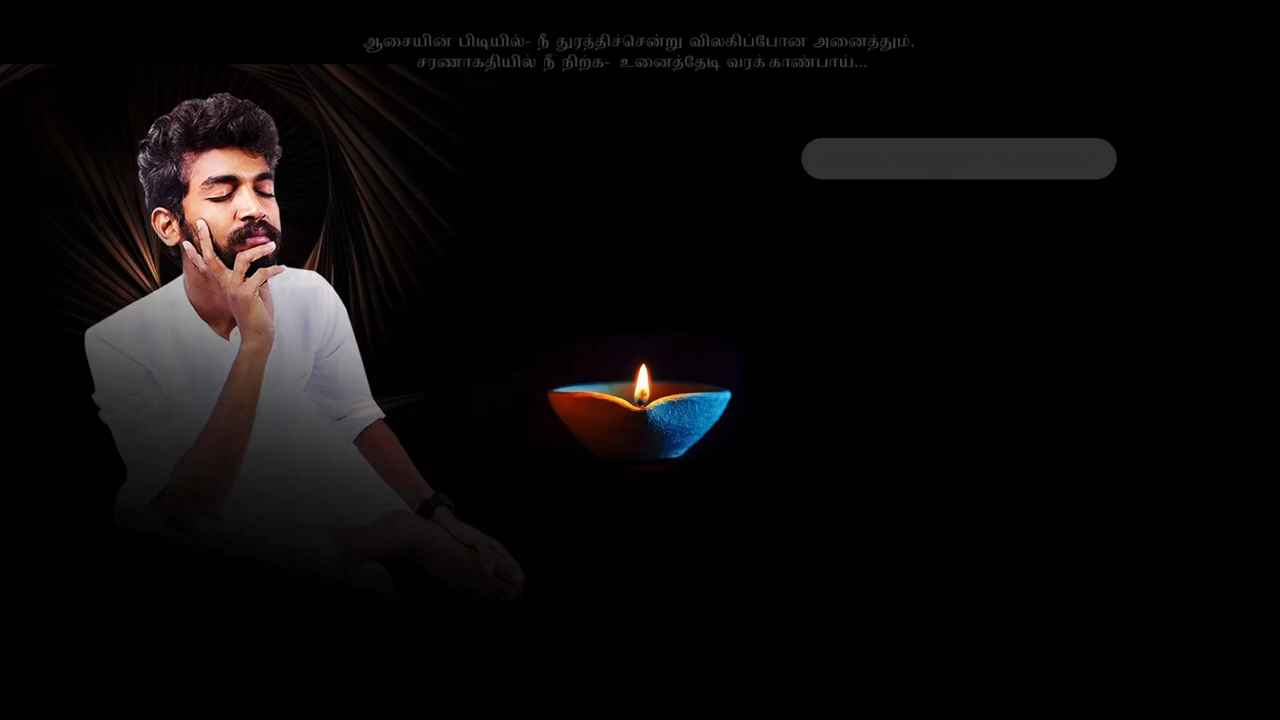 ஆசையின் பிடியில்- நீ துரத்திச்சென்று விலகிப்போன அனைத்தும்,
சரணாகதியில் நீ நிற்க- உனைத்தேடி வரக் காண்பாய்...